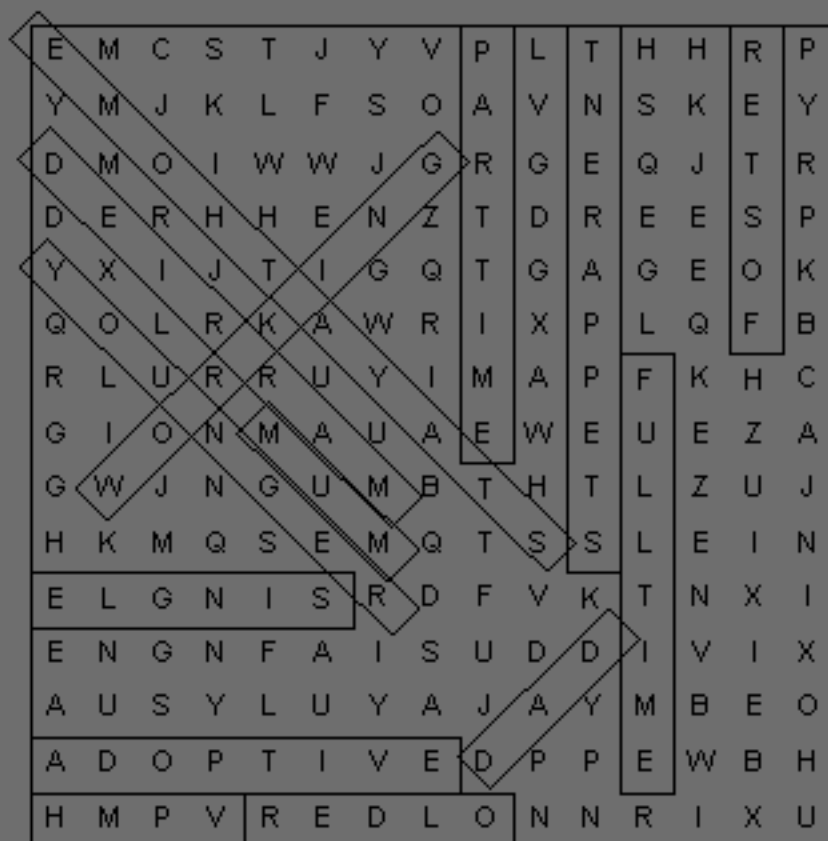 E M C S T J Y V P L T H H R P
Y M J K L F S O A V N S K E Y
D M O I W W J G R G E Q J T R
D E R H H E N Z T D R E E S P
Y X I J T I G Q T G A G E O K
Q O L R K A W R I X P L Q F B
R L U R R U Y I M A P F K H C
G I O N M A U A E W E U E Z A
G W J N G U M B T H T L Z U J
H K M Q S E M Q T S S L E I N
E L G N I S R D F V K T N X I
E N G N F A I S U D D I V I X
A U S Y L U Y A J A Y M B E O
A D O P T I V E D P P E W B H
H M P V R E D L O N N R I X U